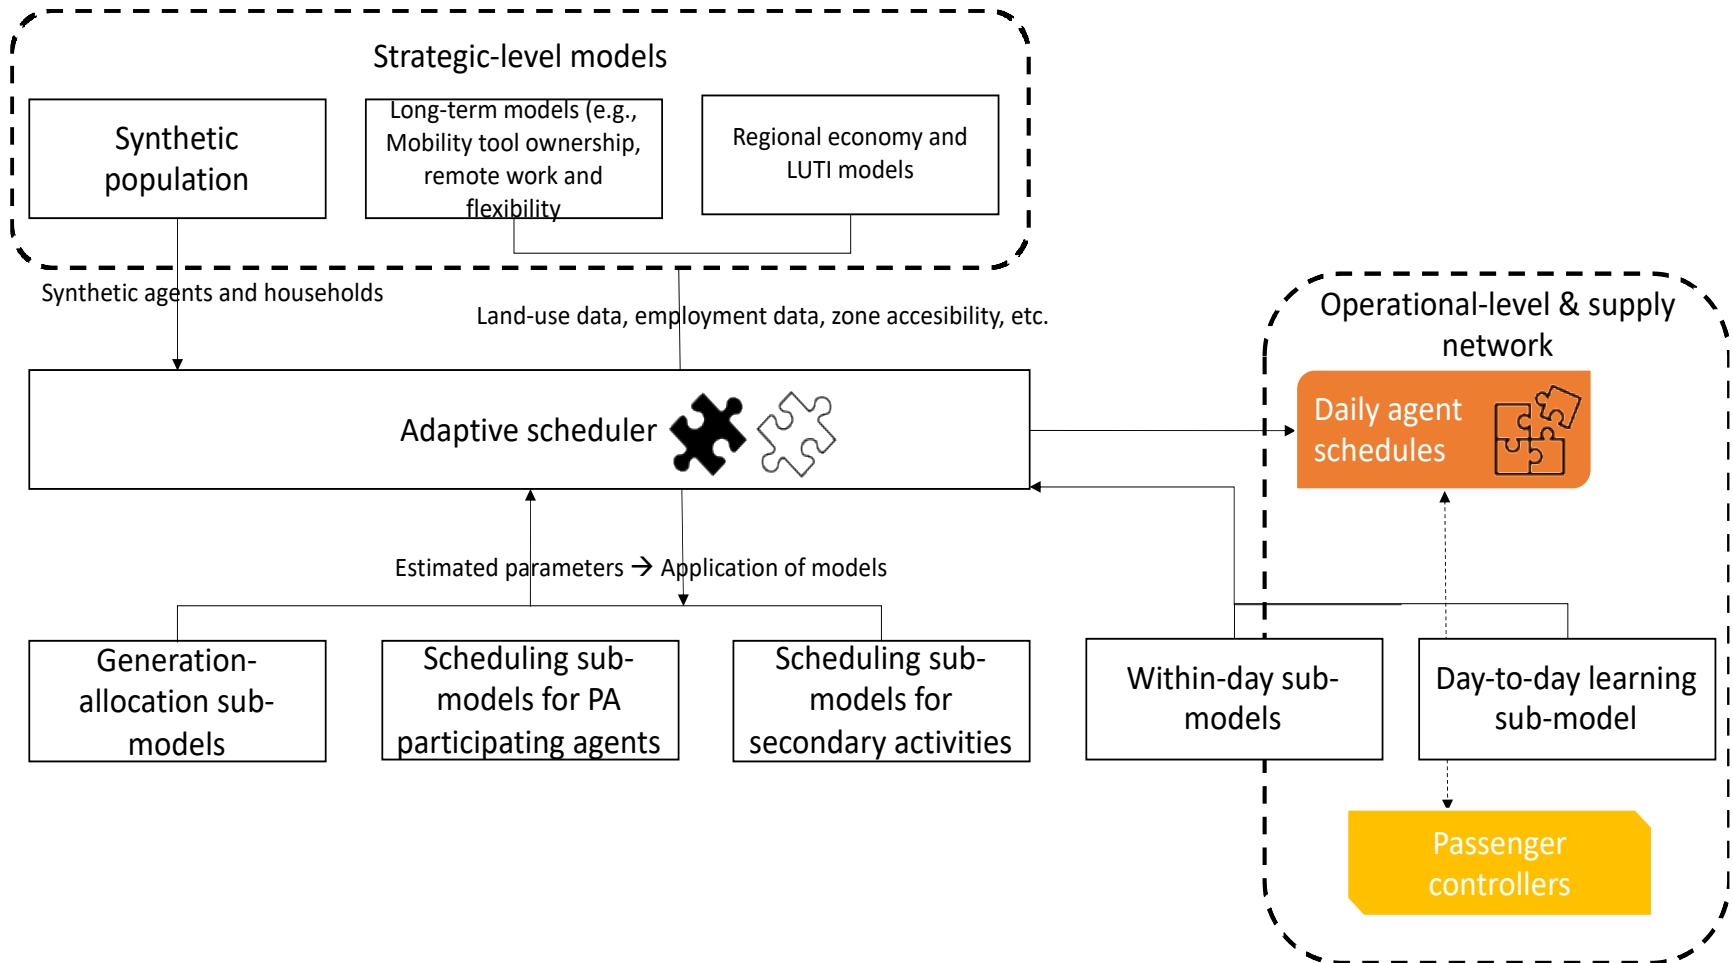 Strategic-level models
Synthetic
population
Long-term models (e.g.,
Mobility tool ownership,
remote work and
flexibility
Regional economy and
LUTI models
Synthetic agents and households
Land-use data, employment data, zone accesibility, etc.
Operational-level & supply
network
Adaptive scheduler
Daily agent
schedules
Estimated parameters → Application of models
Generation-
allocation sub-
models
Scheduling sub-
models for PA
participating agents
Scheduling sub-
models for
secondary activities
Within-day sub-
models
Day-to-day learning
sub-model
Passenger
controllers